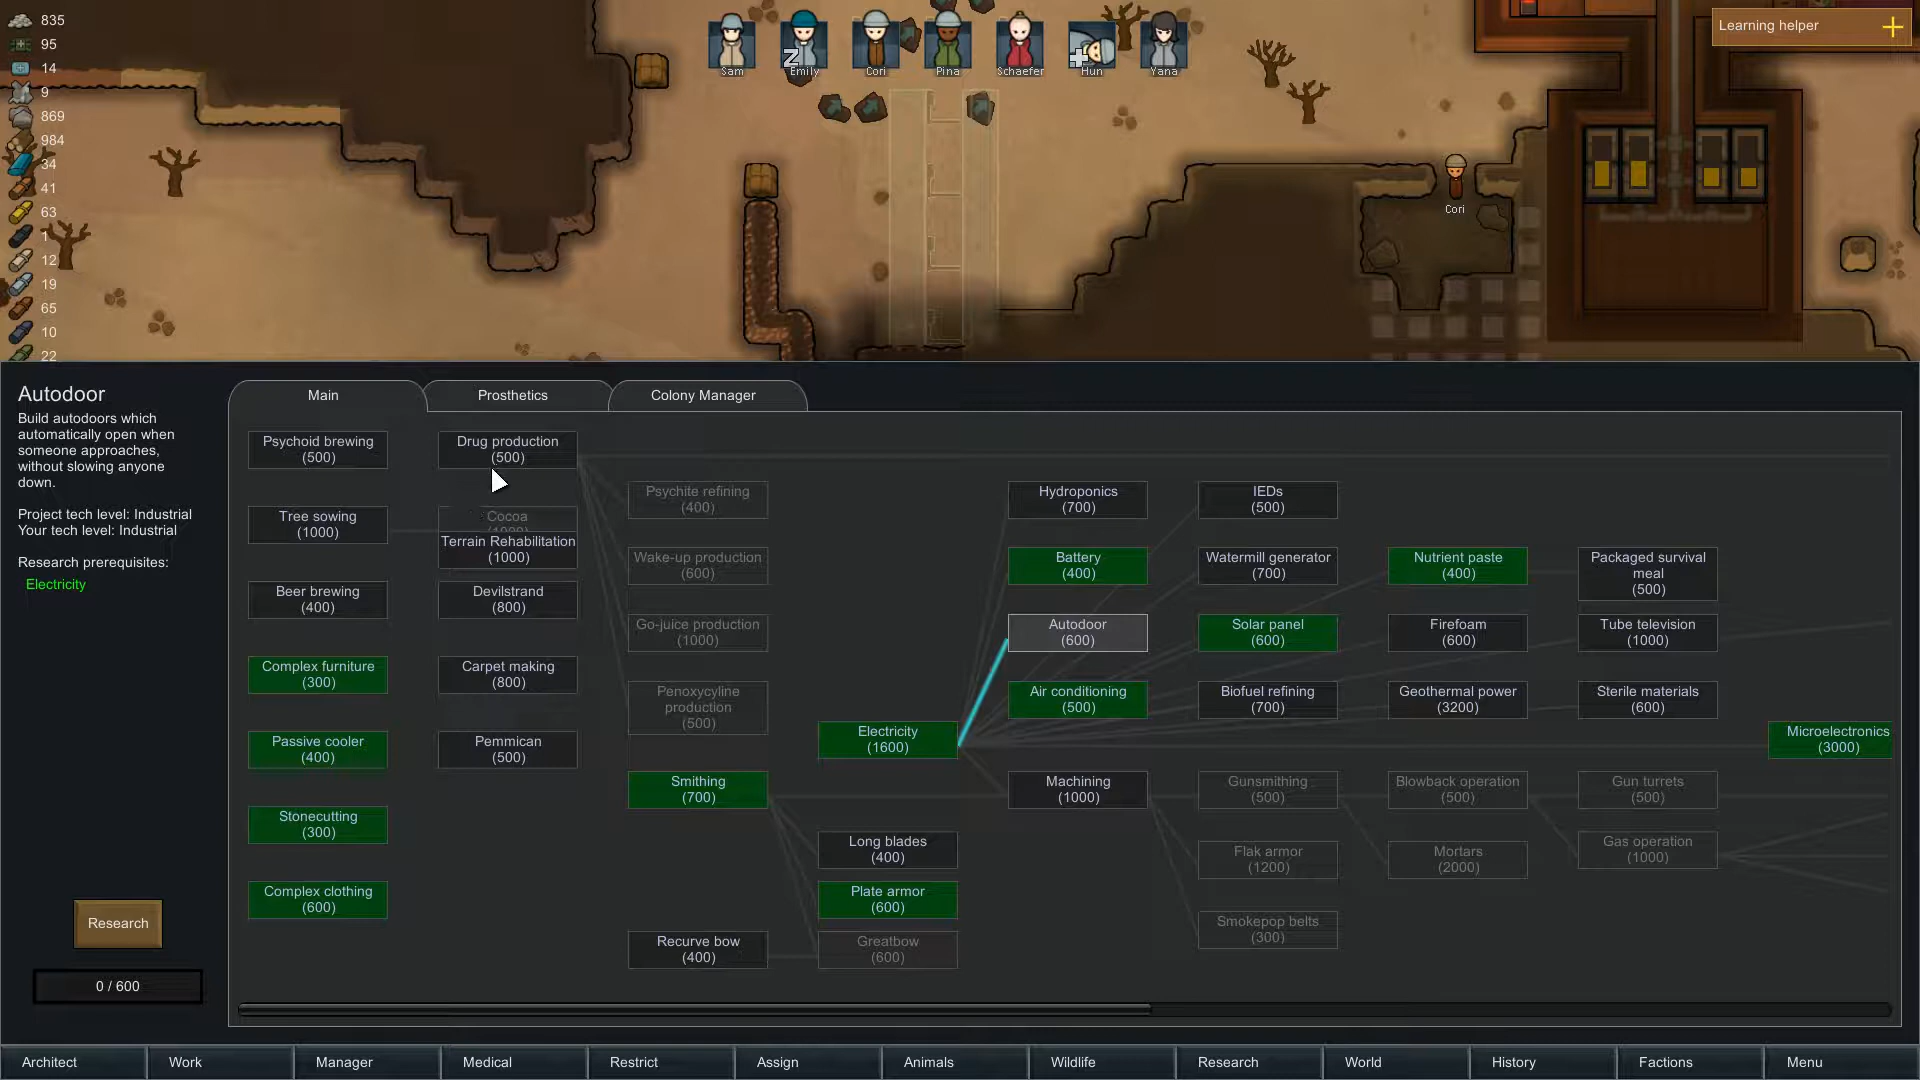 835
95
14
9
869
984
34
41
63
1
12
19
65
10
22
Sam
Z
Emily
Cori
Pina
Schaefer
Hun
Yana
Learning helper
Cori
Autodoor
Build autodoors which
automatically open when
someone approaches,
without slowing anyone
down.
Project tech level: Industrial
Your tech level: Industrial
Research prerequisites:
Electricity
Research
0 / 600
Main
Prosthetics
Colony Manager
Psychoid brewing
(500)
Tree sowing
(1000)
Beer brewing
(400)
Complex furniture
(300)
Passive cooler
(400)
Stonecutting
(300)
Complex clothing
(600)
Drug production
(500)
Cocoa
(1000)
Terrain Rehabilitation
(1000)
Devilstrand
(800)
Carpet making
(800)
Pemmican
(500)
Psychite refining
(400)
Wake-up production
(600)
Go-juice production
(1000)
Penoxycyline
production
(500)
Smithing
(700)
Recurve bow
(400)
Electricity
(1600)
Long blades
(400)
Plate armor
(600)
Greatbow
(600)
Hydroponics
(700)
Battery
(400)
Autodoor
(600)
Air conditioning
(500)
Machining
(1000)
IEDs
(500)
Watermill generator
(700)
Solar panel
(600)
Biofuel refining
(700)
Gunsmithing
(500)
Flak armor
(1200)
Smokepop belts
(300)
Nutrient paste
(400)
Firefoam
(600)
Geothermal power
(3200)
Blowback operation
(500)
Mortars
(2000)
Packaged survival
meal
(500)
Tube television
(1000)
Sterile materials
(600)
Gun turrets
(500)
Gas operation
(1000)
Microelectronics
(3000)
Architect
Work
Manager
Medical
Restrict
Assign
Animals
Wildlife
Research
World
History
Factions
Menu